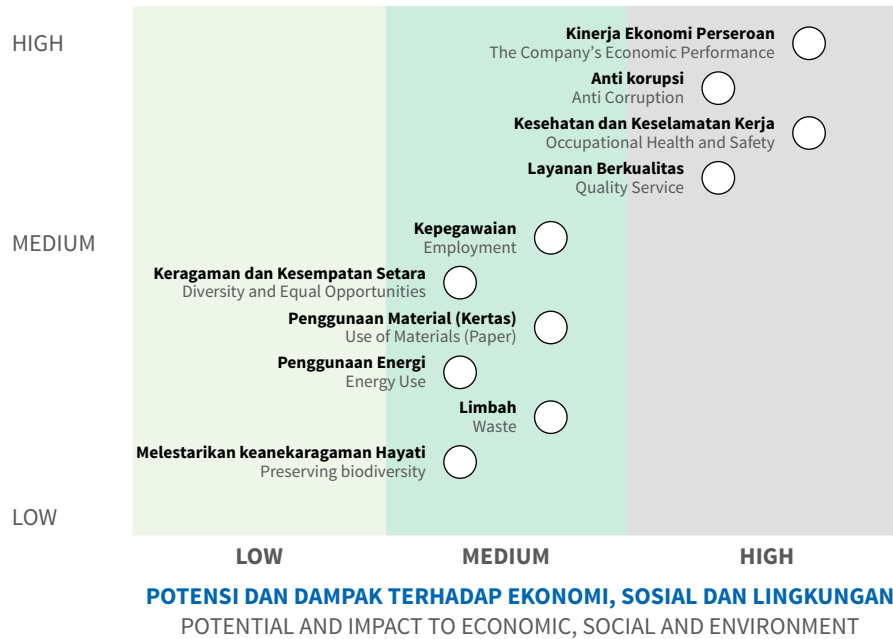 HIGH
Kinerja Ekonomi Perseroan
The Company's Economic Performance
Anti korupsi
Anti Corruption
Kesehatan dan Keselamatan Kerja
Occupational Health and Safety
Layanan Berkualitas
Quality Service
MEDIUM
Kepegawaian
Employment
Keragaman dan Kesempatan Setara
Diversity and Equal Opportunities
Penggunaan Material (Kertas)
Use of Materials (Paper)
Penggunaan Energi
Energy Use
Limbah
Waste
Melestarikan keanekaragaman Hayati
Preserving biodiversity
LOW
LOW MEDIUM HIGH
POTENSI DAN DAMPAK TERHADAP EKONOMI, SOSIAL DAN LINGKUNGAN
POTENTIAL AND IMPACT TO ECONOMIC, SOCIAL AND ENVIRONMENT